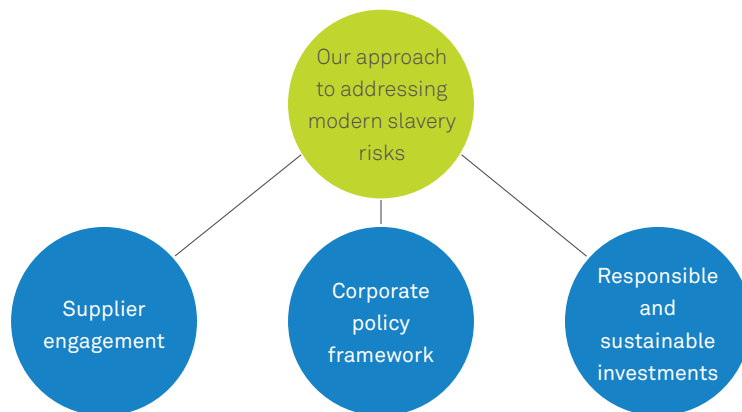 Our approach
to addressing
modern slavery
risks
Supplier
engagement
Corporate
policy
framework
Responsible
and
sustainable
investments